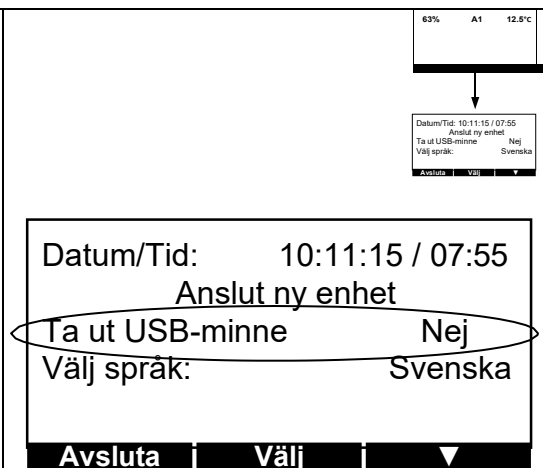 63% A1 12.5°C
Datum/Tid: 10:11:15 / 07:55
Anslut ny enhet
Ta ut USB-minne Nej
Välj språk: Svenska
Avsluta Välj ▼
Datum/Tid: 10:11:15 / 07:55
Anslut ny enhet
Ta ut USB-minne Nej
Välj språk: Svenska
Avsluta Välj ▼